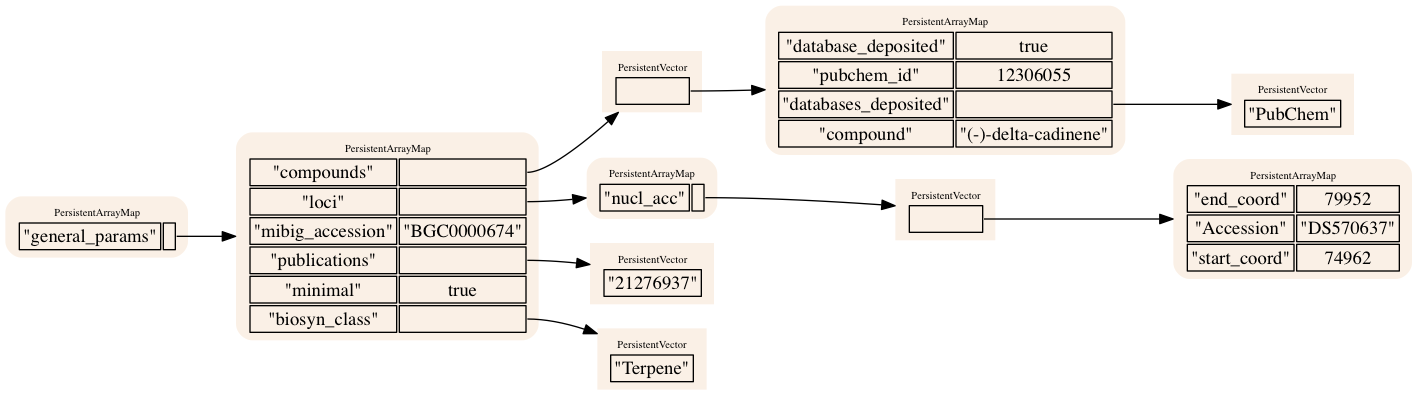 PersistentArrayMap
"general_params"
PersistentArrayMap
"compounds"
"loci"
"mibig_accession" "BGC0000674"
"publications"
"minimal" true
"biosyn_class"
PersistentVector
PersistentArrayMap
"database_deposited" true
"pubchem_id" 12306055
"databases_deposited"
"compound" "(-)-delta-cadinene"
PersistentVector
"PubChem"
PersistentArrayMap
"nucl_acc"
PersistentVector
PersistentArrayMap
"end_coord" 79952
"Accession" "DS570637"
"start_coord" 74962
PersistentVector
"21276937"
PersistentVector
"Terpene"